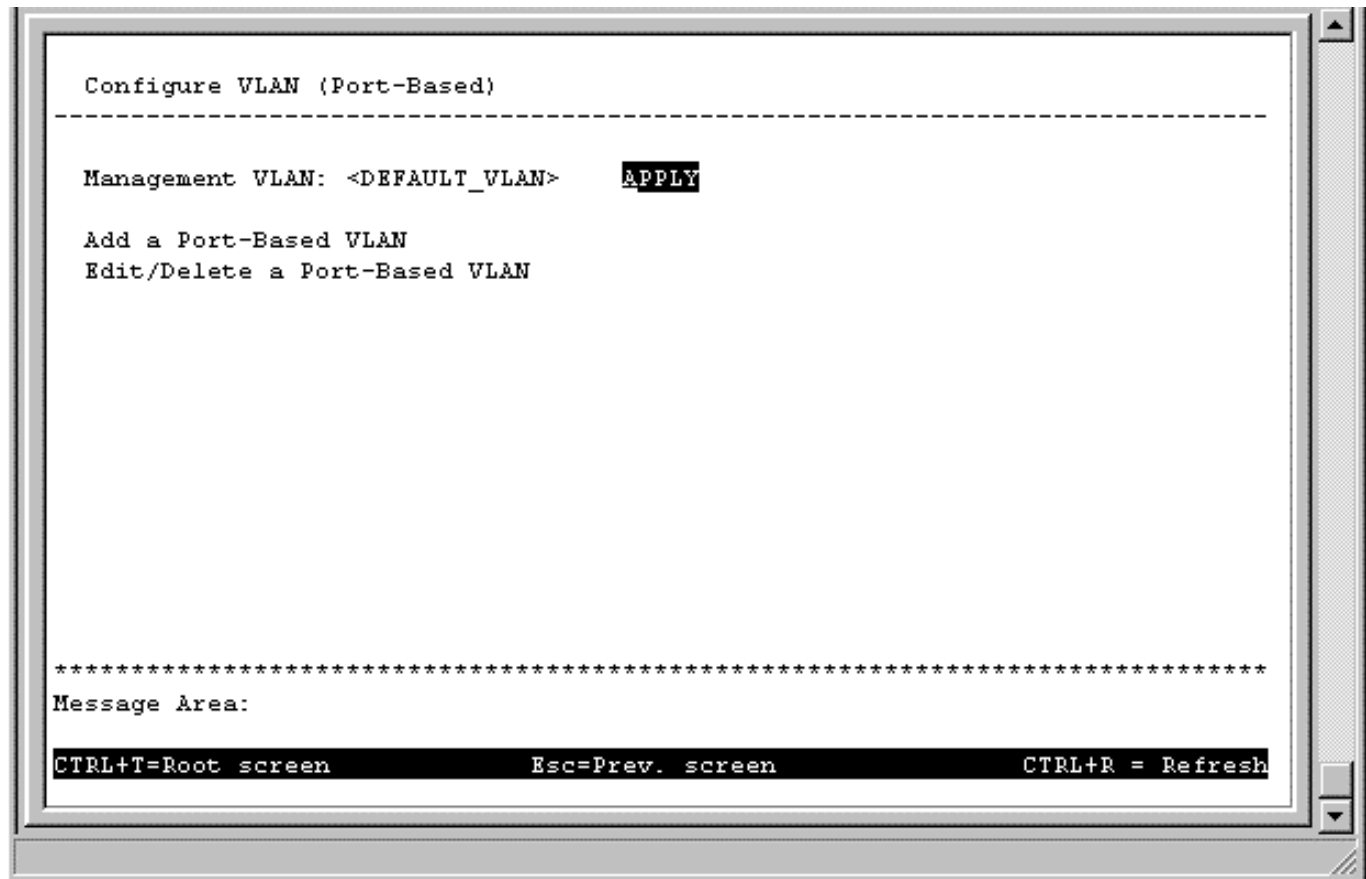 Configure VLAN (Port-Based)
--------------------------------------------------------------------------------
Management VLAN: <DEFAULT_VLAN> APPLY
Add a Port-Based VLAN
Edit/Delete a Port-Based VLAN
********************************************************************************
Message Area:
CTRL+T=Root screen Esc=Prev. screen CTRL+R = Refresh